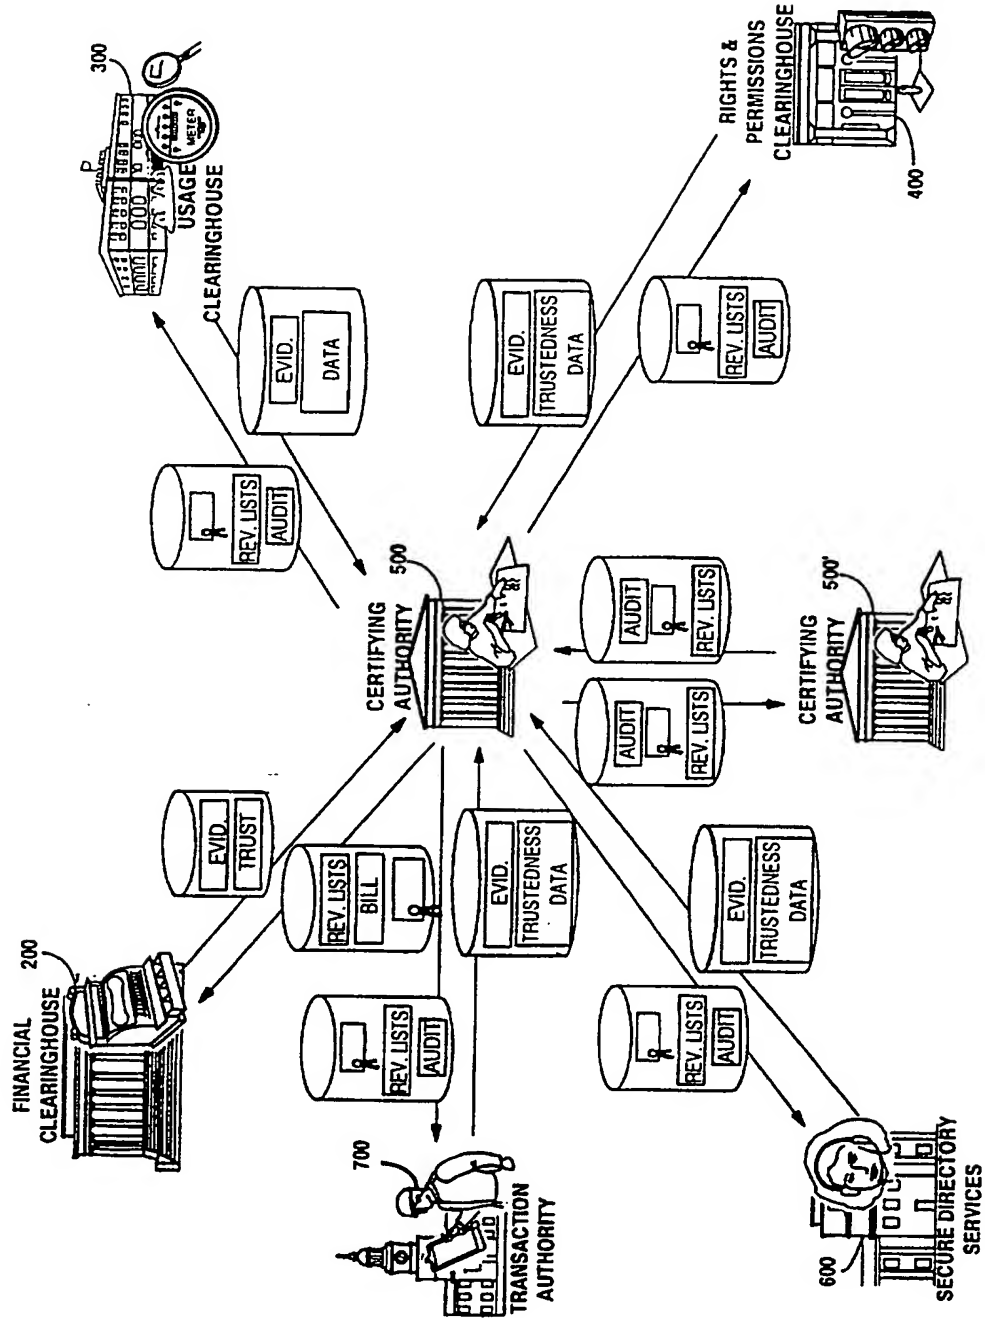 FINANCIAL
CLEARINGHOUSE
200
300
METER
USAGE
CLEARINGHOUSE
EVID.
TRUST
REV. LISTS
AUDIT
EVID.
DATA
REV. LISTS
BILL
REV. LISTS
AUDIT
700
TRANSACTION
AUTHORITY
CERTIFYING
AUTHORITY
500
EVID.
TRUSTEDNESS
DATA
EVID.
TRUSTEDNESS
DATA
AUDIT
REV. LISTS
AUDIT
REV. LISTS
REV. LISTS
AUDIT
REV. LISTS
AUDIT
RIGHTS &
PERMISSIONS
CLEARINGHOUSE
400
EVID.
TRUSTEDNESS
DATA
CERTIFYING
AUTHORITY
500'
600
SECURE DIRECTORY
SERVICES